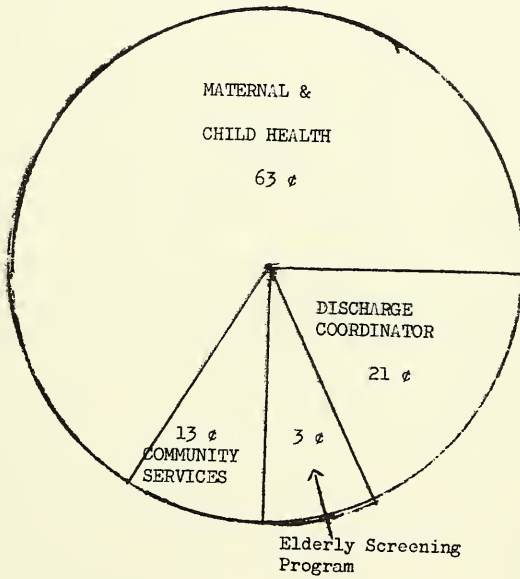 MATERNAL &
CHILD HEALTH
63 ¢
DISCHARGE
COORDINATOR
21 ¢
13 ¢
COMMUNITY
SERVICES
3 ¢
Elderly Screening
Program